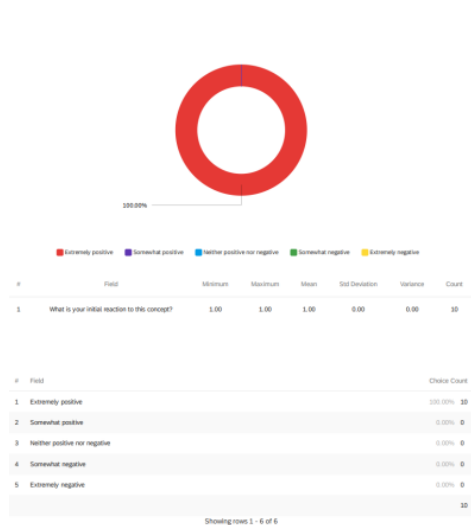 100.00%
Extremely positive Somewhat positive Neither positive nor negative Somewhat negative Extremely negative
# Field Minimum Maximum Mean Std Deviation Variance Count
1 What is your initial reaction to this concept? 1.00 1.00 1.00 0.00 0.00 10
# Field Choice Count
1 Extremely positive 100.00% 10
2 Somewhat positive 0.00% 0
3 Neither positive nor negative 0.00% 0
4 Somewhat negative 0.00% 0
5 Extremely negative 0.00% 0
10
Showing rows 1 - 6 of 6